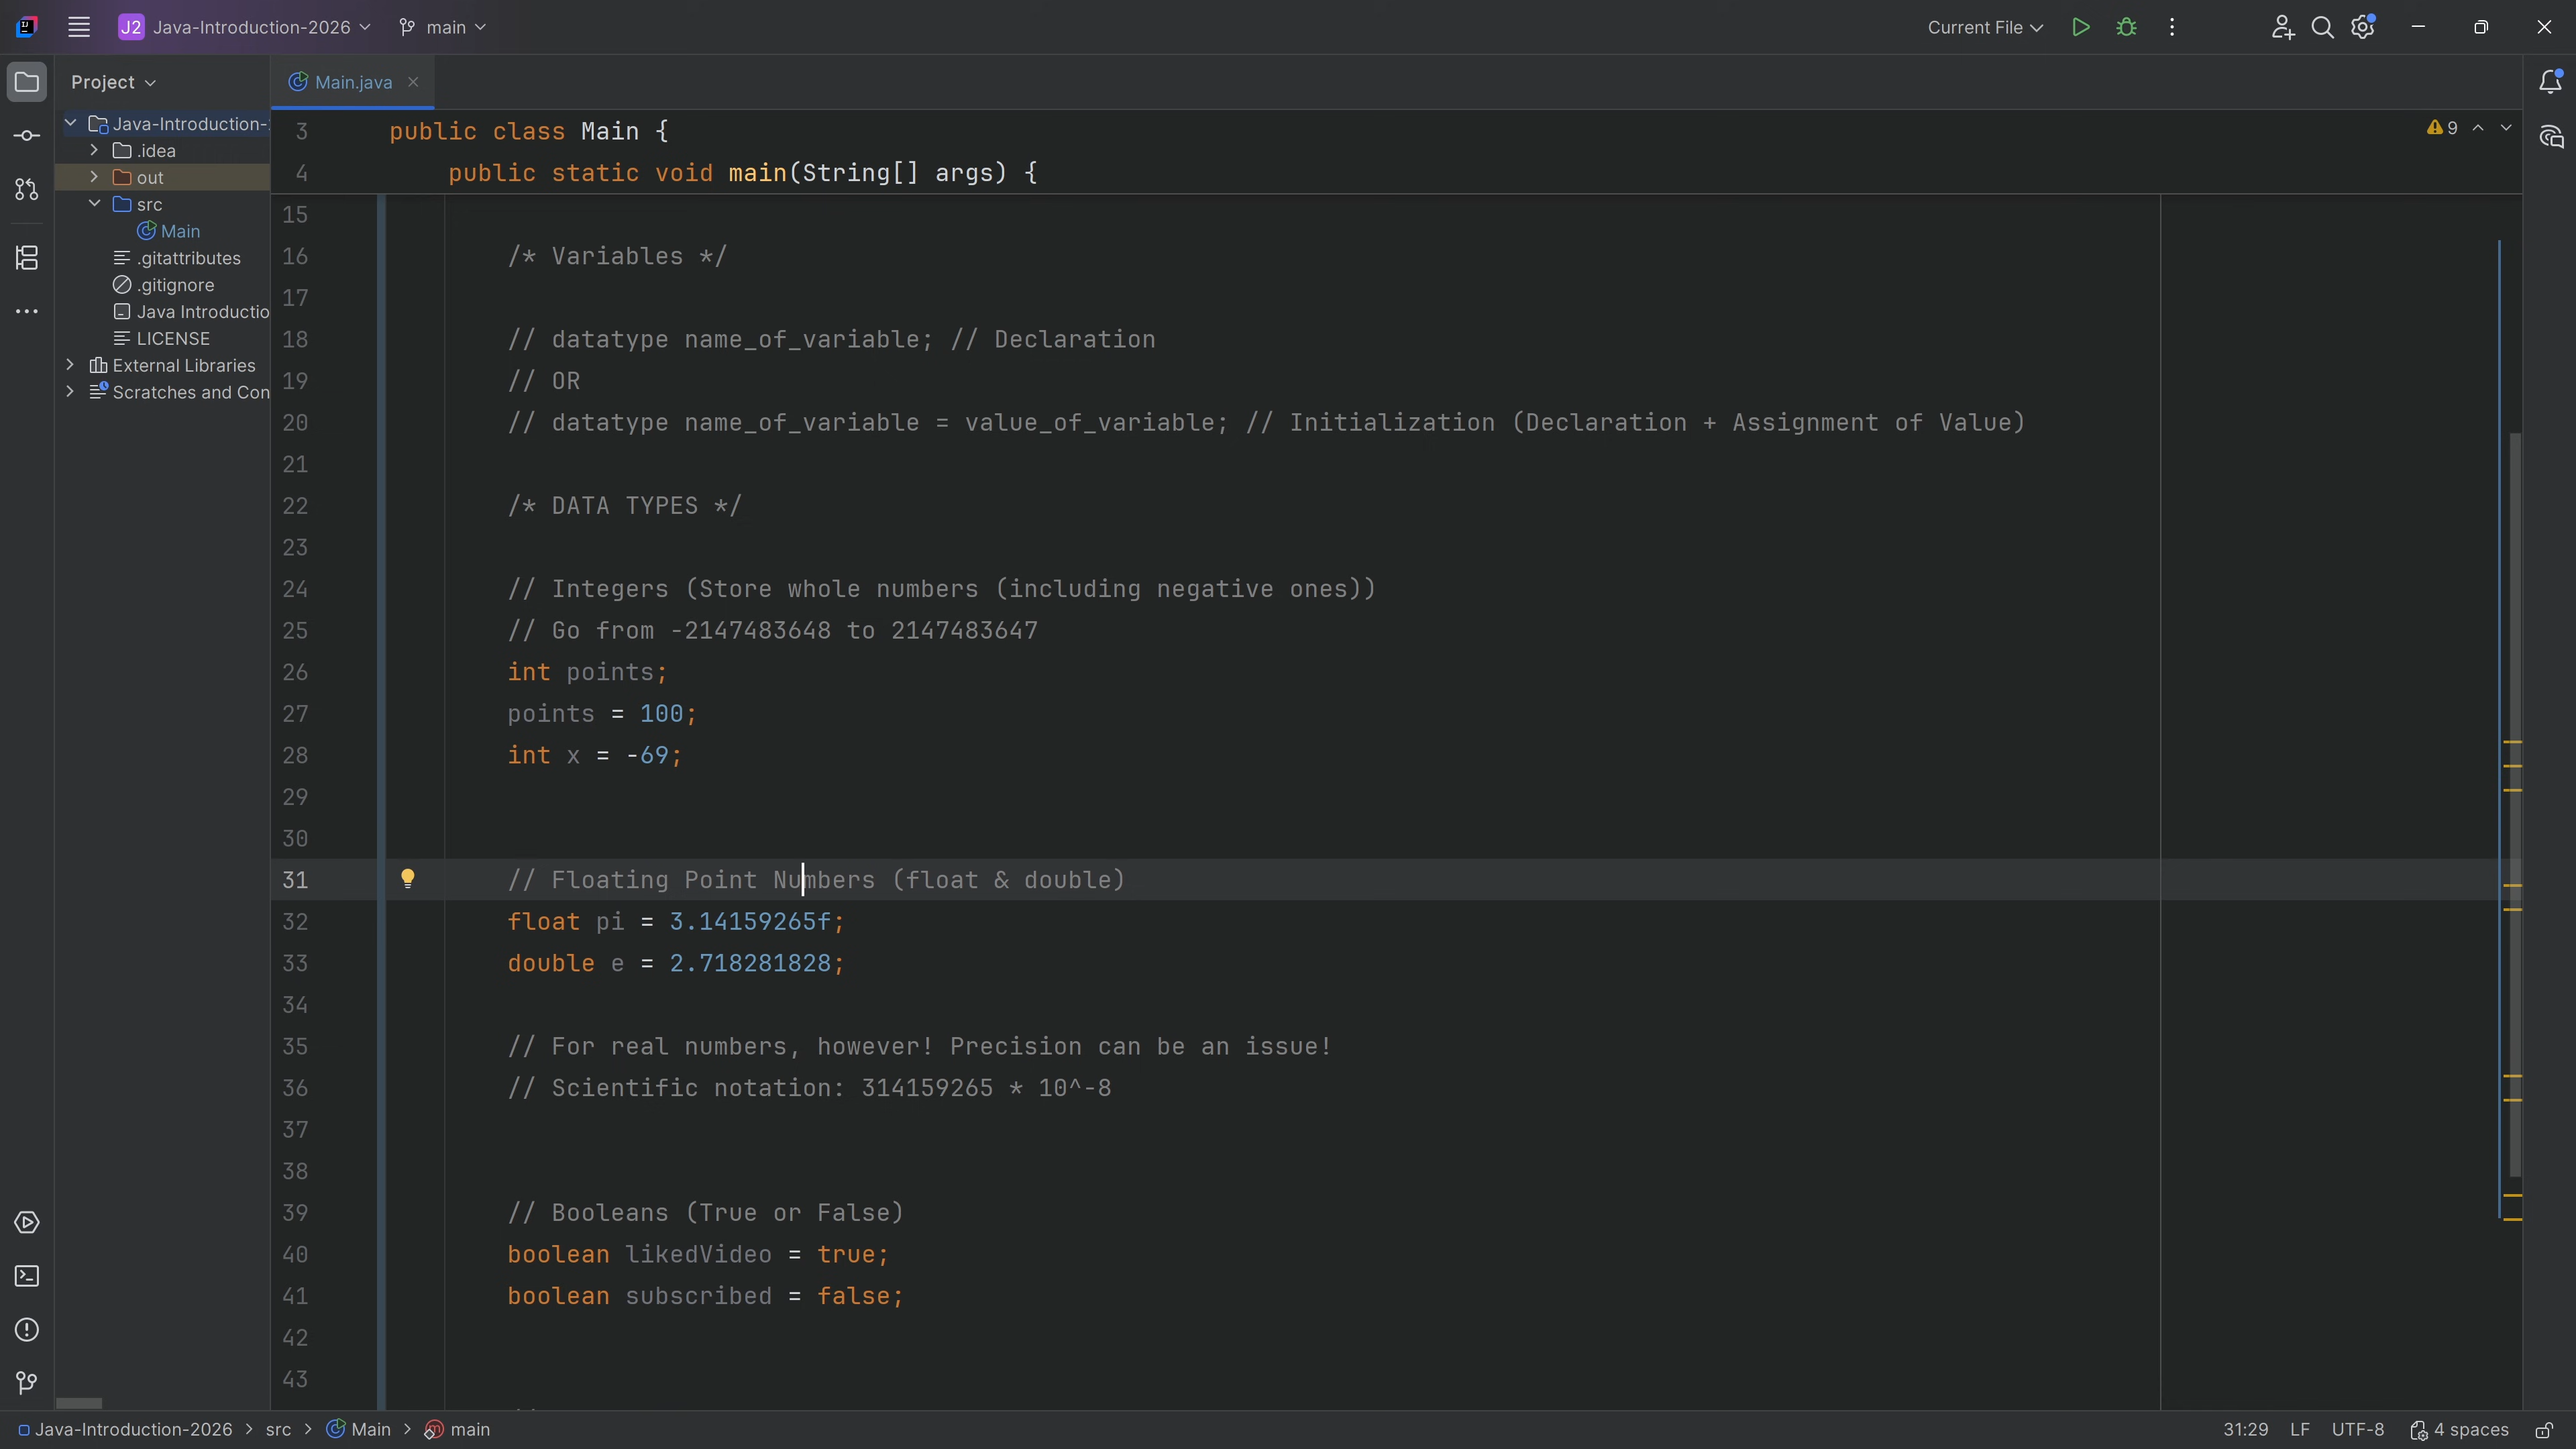 J2 Java-Introduction-2026 main Current File
Project
Main.java
Java-Introduction-
.idea
out
src
Main
.gitattributes
.gitignore
Java Introductio
LICENSE
External Libraries
Scratches and Con
9
3 public class Main {
4 public static void main(String[] args) {
15
16 /* Variables */
17
18 // datatype name_of_variable; // Declaration
19 // OR
20 // datatype name_of_variable = value_of_variable; // Initialization (Declaration + Assignment of Value)
21
22 /* DATA TYPES */
23
24 // Integers (Store whole numbers (including negative ones))
25 // Go from -2147483648 to 2147483647
26 int points;
27 points = 100;
28 int x = -69;
29
30
31 // Floating Point Numbers (float & double)
32 float pi = 3.14159265f;
33 double e = 2.718281828;
34
35 // For real numbers, however! Precision can be an issue!
36 // Scientific notation: 314159265 * 10^-8
37
38
39 // Booleans (True or False)
40 boolean likedVideo = true;
41 boolean subscribed = false;
42
43
Java-Introduction-2026 > src > Main > main 31:29 LF UTF-8 4 spaces